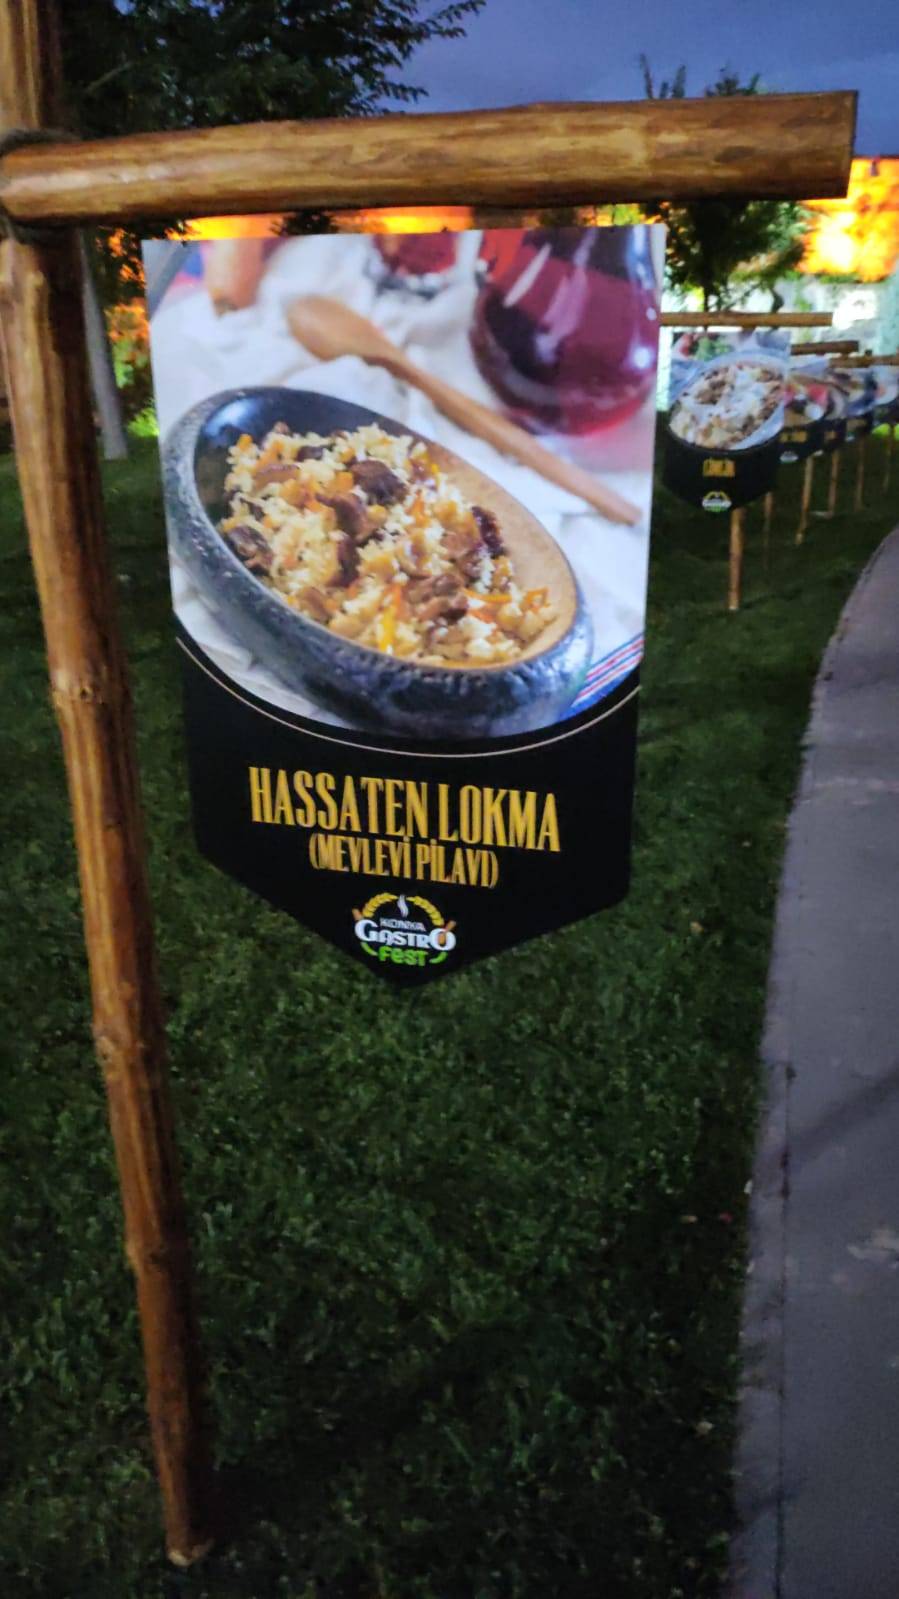 HASSATEN LOKMA
(MEVLEVİ PİLAVI)
KONYA
GASTRO
FEST